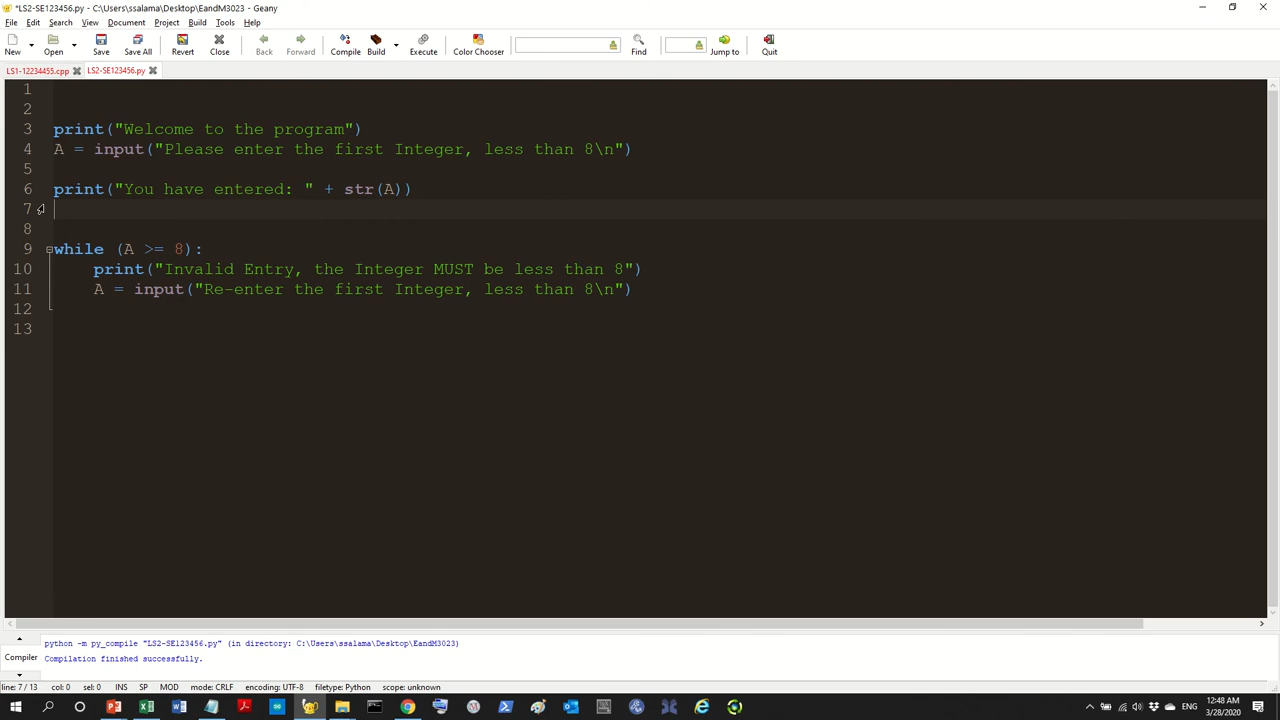 *LS2-SE123456.py - C:\Users\ssalama\Desktop\EandM3023 - Geany
File Edit Search View Document Project Build Tools Help
New Open Save Save All Revert Close Back Forward Compile Build Execute Color Chooser Find Jump to Quit
LS1-12234455.cpp LS2-SE123456.py
1
2
3 print("Welcome to the program")
4 A = input("Please enter the first Integer, less than 8\n")
5
6 print("You have entered: " + str(A))
7
8
9 while (A >= 8):
10 print("Invalid Entry, the Integer MUST be less than 8")
11 A = input("Re-enter the first Integer, less than 8\n")
12
13
python -m py_compile "LS2-SE123456.py" (in directory: C:\Users\ssalama\Desktop\EandM3023)
Compiler Compilation finished successfully.
line: 7 / 13 col: 0 sel: 0 INS SP MOD mode: CRLF encoding: UTF-8 filetype: Python scope: unknown
12:48 AM
3/28/2020